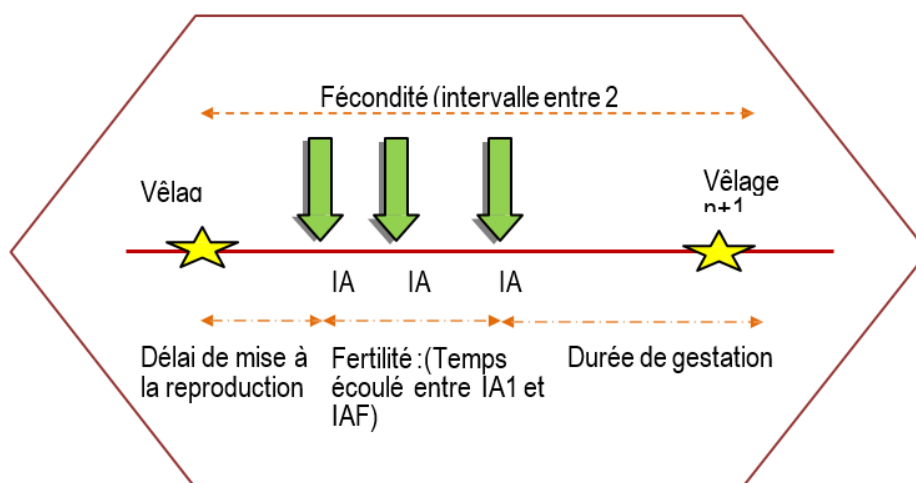 Fécondité (intervalle entre 2
Vêlag
Vêlage
n+1
IA IA IA
Délai de mise à
la reproduction
Fertilité :(Temps
écoulé entre IA1 et
IAF)
Durée de gestation